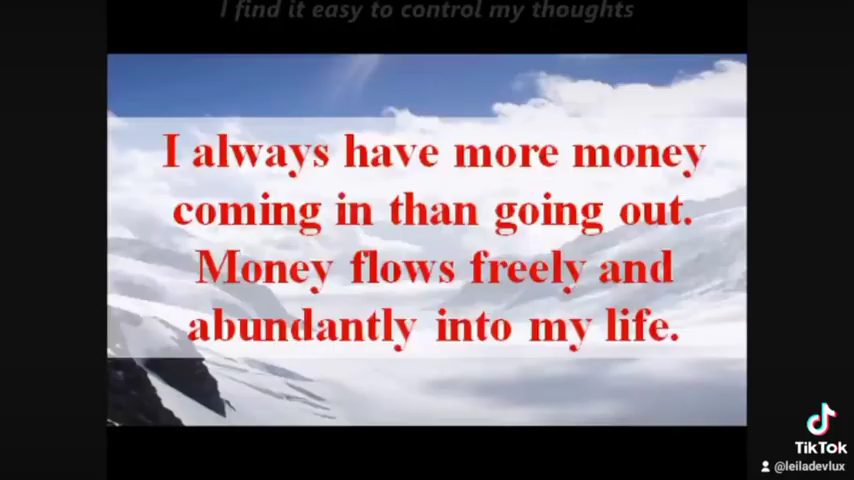 I find it easy to control my thoughts
I always have more money
coming in than going out.
Money flows freely and
abundantly into my life.
TikTok
@leiladevlux